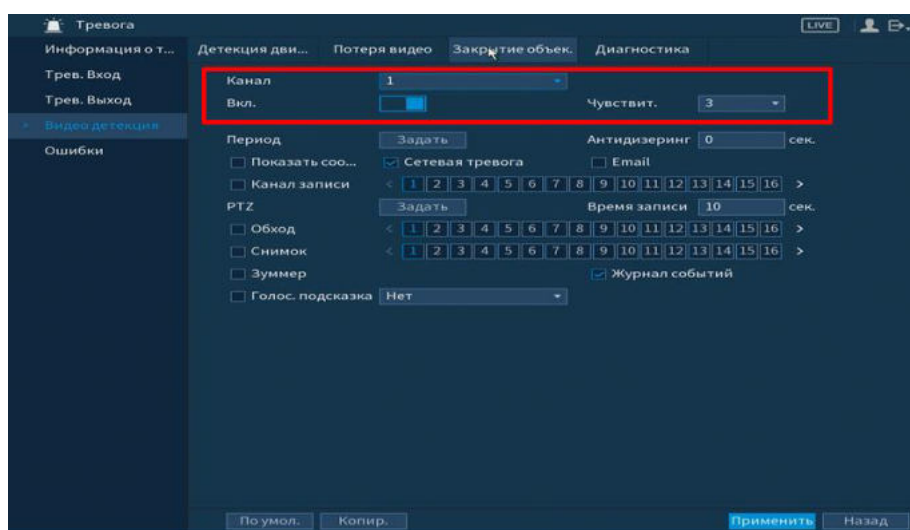 Тревога LIVE
Информация о т... Детекция дви... Потеря видео Закрытие объек. Диагностика
Трев. Вход
Канал 1
Трев. Выход
Вкл. Чувствит. 3
Видео детекция
Ошибки
Период Задать Антидизеринг 0 сек.
Показать соо... Сетевая тревога Email
Канал записи < 1 2 3 4 5 6 7 8 9 10 11 12 13 14 15 16 >
PTZ Задать Время записи 10 сек.
Обход < 1 2 3 4 5 6 7 8 9 10 11 12 13 14 15 16 >
Снимок < 1 2 3 4 5 6 7 8 9 10 11 12 13 14 15 16 >
Зуммер Журнал событий
Голос. подсказка Нет
По умол. Копир. Применить Назад